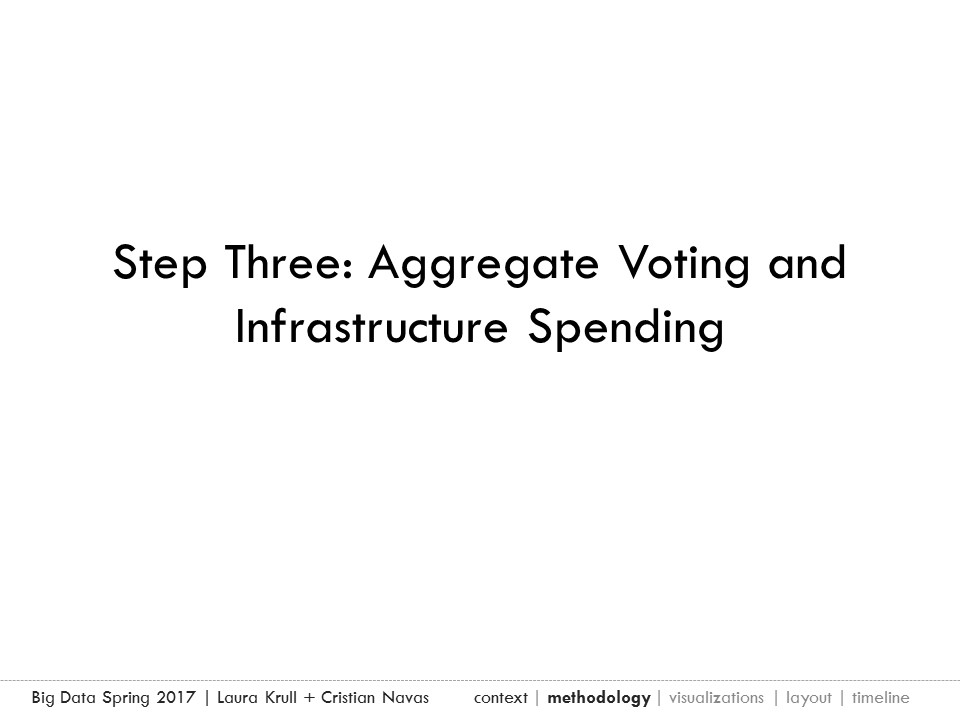 Step Three: Aggregate Voting and
Infrastructure Spending
Big Data Spring 2017 | Laura Krull + Cristian Navas context | methodology | visualizations | layout | timeline